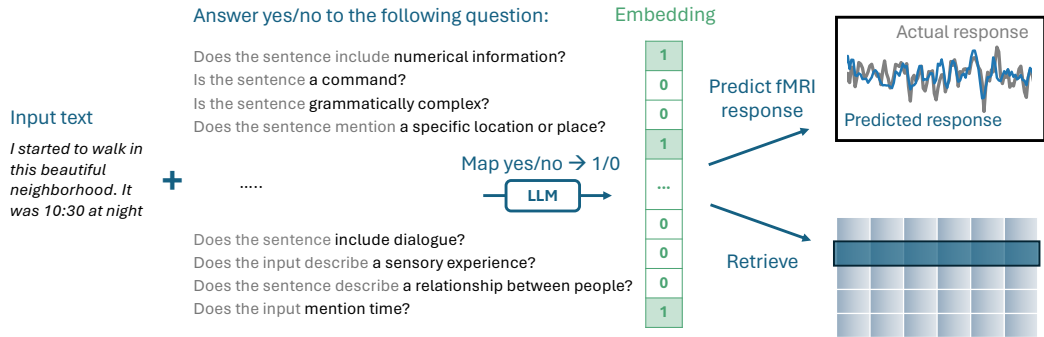 Answer yes/no to the following question:
Embedding
Does the sentence include numerical information?
Is the sentence a command?
Is the sentence grammatically complex?
Does the sentence mention a specific location or place?
.....
Does the sentence include dialogue?
Does the input describe a sensory experience?
Does the sentence describe a relationship between people?
Does the input mention time?
Input text
I started to walk in
this beautiful
neighborhood. It
was 10:30 at night
+
Map yes/no → 1/0
LLM
1
0
0
1
...
0
0
0
1
Predict fMRI
response
Actual response
Predicted response
Retrieve